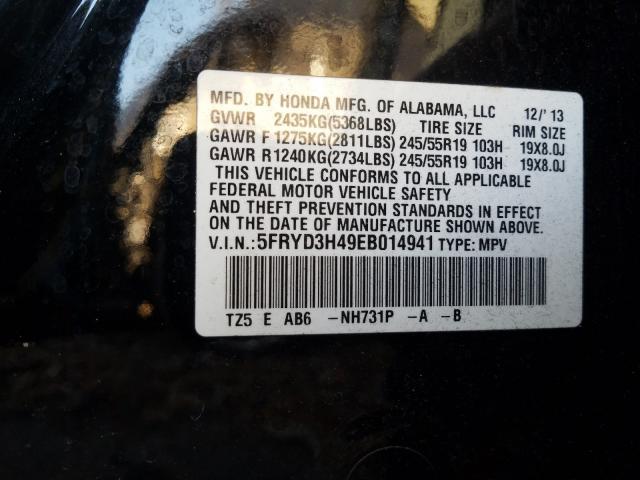 MFD. BY HONDA MFG. OF ALABAMA, LLC 12/'13
GVWR 2435KG(5368LBS) TIRE SIZE RIM SIZE
GAWR F 1275KG(2811LBS) 245/55R19 103H 19X8.0J
GAWR R 1240KG(2734LBS) 245/55R19 103H 19X8.0J
THIS VEHICLE CONFORMS TO ALL APPLICABLE
FEDERAL MOTOR VEHICLE SAFETY
AND THEFT PREVENTION STANDARDS IN EFFECT
ON THE DATE OF MANUFACTURE SHOWN ABOVE.
V.I.N.: 5FRYD3H49EB014941 TYPE: MPV
TZ5 E AB6 -NH731P -A -B